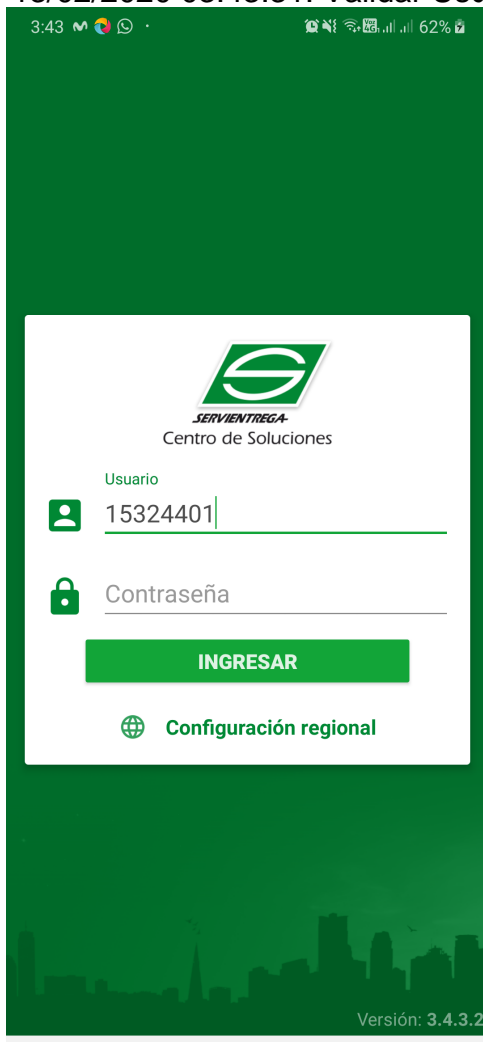 3:43 62%
SERVIENTREGA
Centro de Soluciones
Usuario
15324401
Contraseña
INGRESAR
Configuración regional
Versión: 3.4.3.2